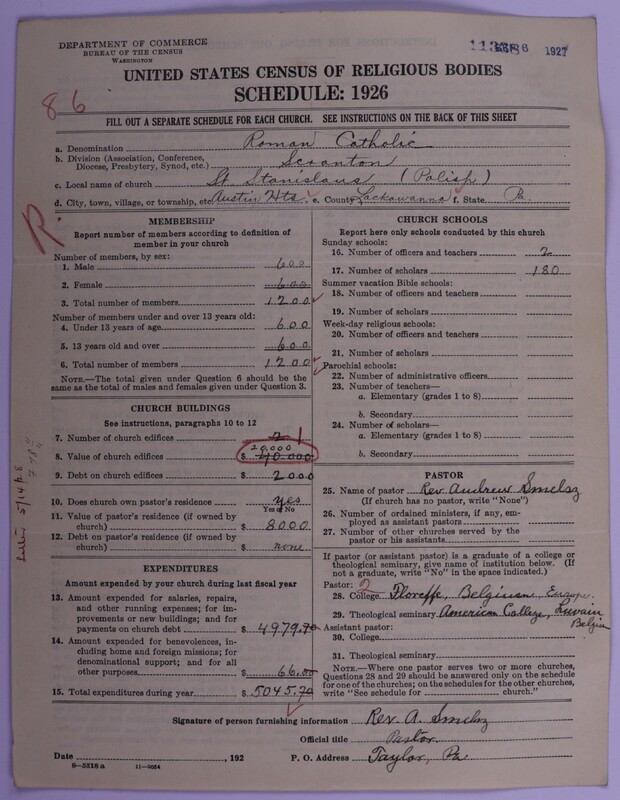 DEPARTMENT OF COMMERCE
BUREAU OF THE CENSUS
WASHINGTON
1927
UNITED STATES CENSUS OF RELIGIOUS BODIES
SCHEDULE: 1926
86
FILL OUT A SEPARATE SCHEDULE FOR EACH CHURCH. SEE INSTRUCTIONS ON THE BACK OF THIS SHEET
a. Denomination Roman Catholic
b. Division (Association, Conference, Diocese, Presbytery, Synod, etc.) Scranton
c. Local name of church St. Stanislaus (Polish)
d. City, town, village, or township, etc. Austin Hts. e. County Lackawanna f. State Pa.
R
MEMBERSHIP
Report number of members according to definition of
member in your church
Number of members, by sex:
1. Male 600
2. Female 600
3. Total number of members 1200
Number of members under and over 13 years old:
4. Under 13 years of age 600
5. 13 years old and over 600
6. Total number of members 1200
NOTE.—The total given under Question 6 should be
the same as the total of males and females given under Question 3.
CHURCH BUILDINGS
See instructions, paragraphs 10 to 12
7. Number of church edifices 2 1
20,000
8. Value of church edifices $ 40.000
9. Debt on church edifices $ 2000
10. Does church own pastor's residence yes
Yes or No
11. Value of pastor's residence (if owned by
church) $ 8000
12. Debt on pastor's residence (if owned by
church) $ none
EXPENDITURES
Amount expended by your church during last fiscal year
13. Amount expended for salaries, repairs,
and other running expenses; for im-
provements or new buildings; and for
payments on church debt $ 4979.70
14. Amount expended for benevolences, in-
cluding home and foreign missions; for
denominational support; and for all
other purposes $ 66.00
15. Total expenditures during year $ 5045.70
CHURCH SCHOOLS
Report here only schools conducted by this church
Sunday schools:
16. Number of officers and teachers 2
17. Number of scholars 180
Summer vacation Bible schools:
18. Number of officers and teachers
19. Number of scholars
Week-day religious schools:
20. Number of officers and teachers
21. Number of scholars
Parochial schools:
22. Number of administrative officers
23. Number of teachers—
a. Elementary (grades 1 to 8)
b. Secondary
24. Number of scholars—
a. Elementary (grades 1 to 8)
b. Secondary
PASTOR
25. Name of pastor Rev. Andrew Smelsz
(If church has no pastor, write "None")
26. Number of ordained ministers, if any, em-
ployed as assistant pastors
27. Number of other churches served by the
pastor or his assistants
If pastor (or assistant pastor) is a graduate of a college or
theological seminary, give name of institution below. (If
not a graduate, write "No" in the space indicated.)
Pastor: 2
28. College Floreffe, Belgium Europe.
29. Theological seminary American College, Luvain
Belgium
Assistant pastor:
30. College
31. Theological seminary
NOTE.—Where one pastor serves two or more churches,
Questions 28 and 29 should be answered only on the schedule
for one of the churches; on the schedules for the other churches,
write "See schedule for church."
Signature of person furnishing information Rev. A. Smelsz
Official title Pastor
Date , 192 P. O. Address Taylor, Pa
8—5318 a 11—9054